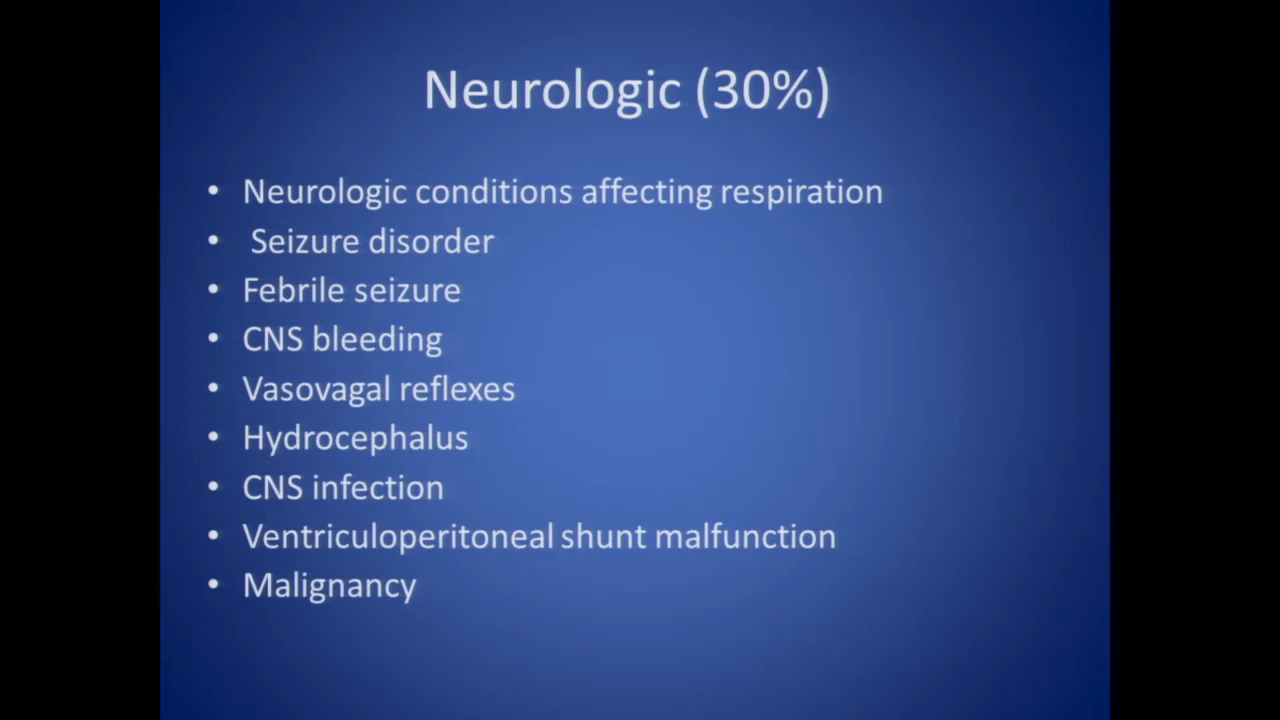 Neurologic (30%)
• Neurologic conditions affecting respiration
• Seizure disorder
• Febrile seizure
• CNS bleeding
• Vasovagal reflexes
• Hydrocephalus
• CNS infection
• Ventriculoperitoneal shunt malfunction
• Malignancy